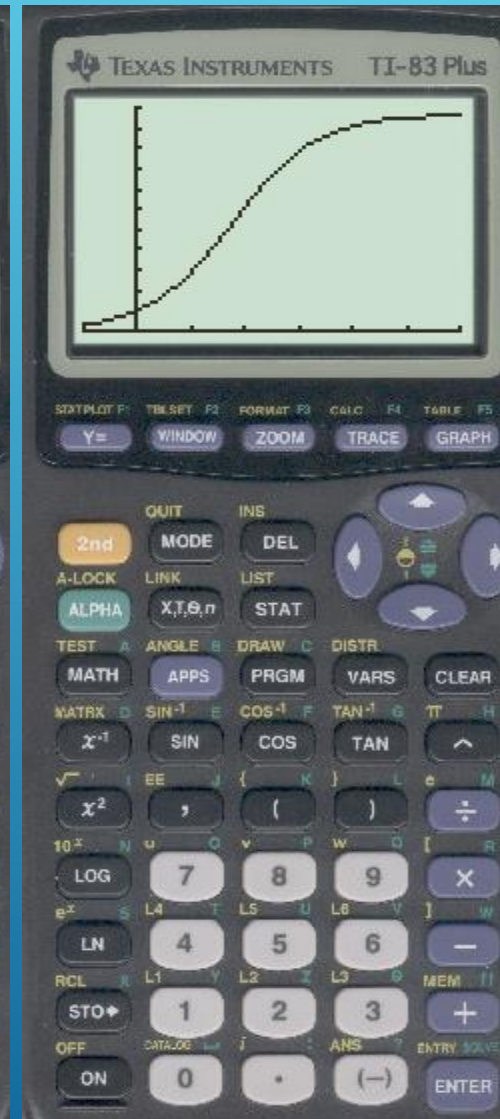 TEXAS INSTRUMENTS TI-83 Plus
STAT PLOT F1 TBLSET F2 FORMAT F3 CALC F4 TABLE F5
Y= WINDOW ZOOM TRACE GRAPH
QUIT INS
2nd MODE DEL
A-LOCK LINK LIST
ALPHA X,T,θ,n STAT
TEST A ANGLE B DRAW C DISTR
MATH APPS PRGM VARS CLEAR
MATRX D SIN⁻¹ E COS⁻¹ F TAN⁻¹ G π H
x⁻¹ SIN COS TAN ^
√ I EE J { K } L e M
x² , ( ) ÷
10ˣ N u O v P w Q [ R
LOG 7 8 9 ×
eˣ S L4 T L5 U L6 V ] W
LN 4 5 6 −
RCL X L1 Y L2 Z L3 θ MEM "
STO▸ 1 2 3 +
OFF CATALOG i : ANS ? ENTRY SOLVE
ON 0 . (—) ENTER